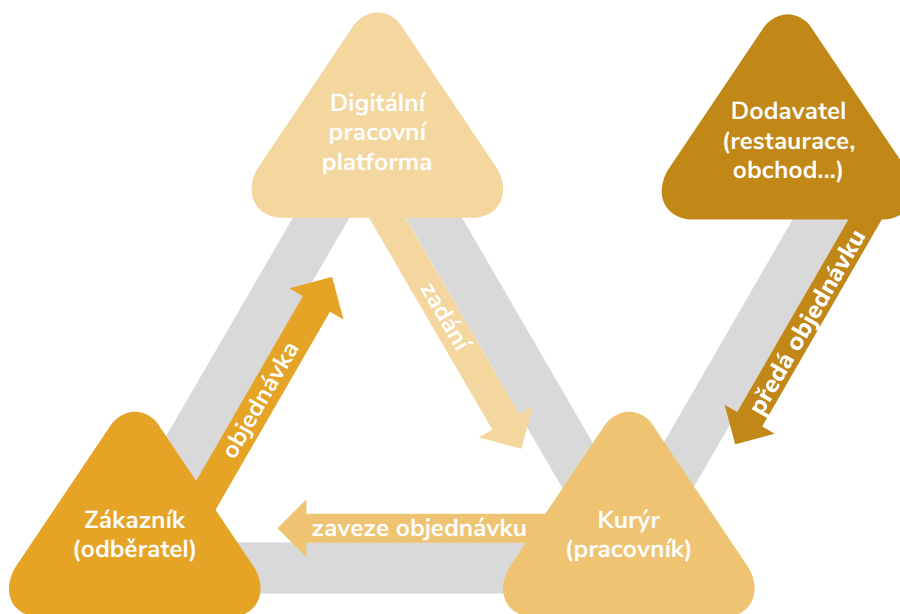 Digitální
pracovní
platforma
Dodavatel
(restaurace,
obchod...)
objednávka
zadání
předá objednávku
zaveze objednávku
Zákazník
(odběratel)
Kurýr
(pracovník)